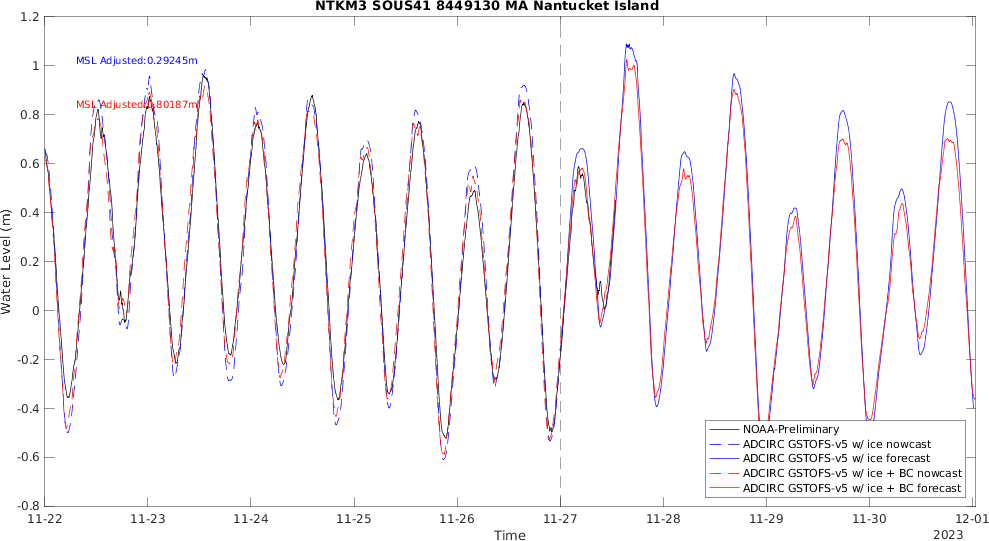 NTKM3 SOUS41 8449130 MA Nantucket Island
1.2
1
0.8
0.6
0.4
0.2
0
-0.2
-0.4
-0.6
-0.8
Water Level (m)
MSL Adjusted:0.29245m
MSL Adjusted:0.80187m
NOAA-Preliminary
ADCIRC GSTOFS-v5 w/ ice nowcast
ADCIRC GSTOFS-v5 w/ ice forecast
ADCIRC GSTOFS-v5 w/ ice + BC nowcast
ADCIRC GSTOFS-v5 w/ ice + BC forecast
11-22 11-23 11-24 11-25 11-26 11-27 11-28 11-29 11-30 12-01
Time
2023